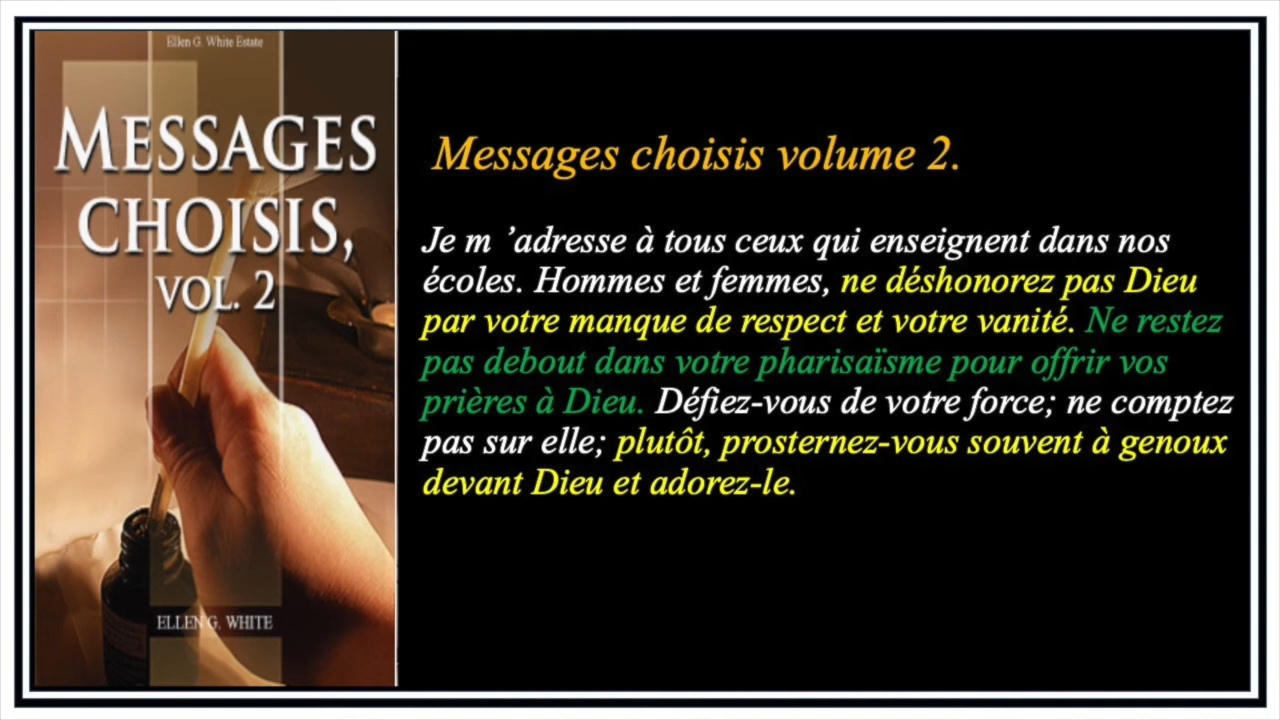 Ellen G. White Estate
MESSAGES
CHOISIS,
VOL. 2
ELLEN G. WHITE
Messages choisis volume 2.
Je m ’adresse à tous ceux qui enseignent dans nos
écoles. Hommes et femmes, ne déshonorez pas Dieu
par votre manque de respect et votre vanité. Ne restez
pas debout dans votre pharisaïsme pour offrir vos
prières à Dieu. Défiez-vous de votre force; ne comptez
pas sur elle; plutôt, prosternez-vous souvent à genoux
devant Dieu et adorez-le.